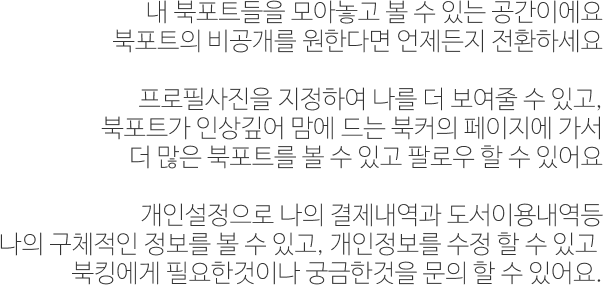 내 북포트들을 모아놓고 볼 수 있는 공간이에요
북포트의 비공개를 원한다면 언제든지 전환하세요
프로필사진을 지정하여 나를 더 보여줄 수 있고,
북포트가 인상깊어 맘에 드는 북커의 페이지에 가서
더 많은 북포트를 볼 수 있고 팔로우 할 수 있어요
개인설정으로 나의 결제내역과 도서이용내역등
나의 구체적인 정보를 볼 수 있고, 개인정보를 수정 할 수 있고
북킹에게 필요한것이나 궁금한것을 문의 할 수 있어요.